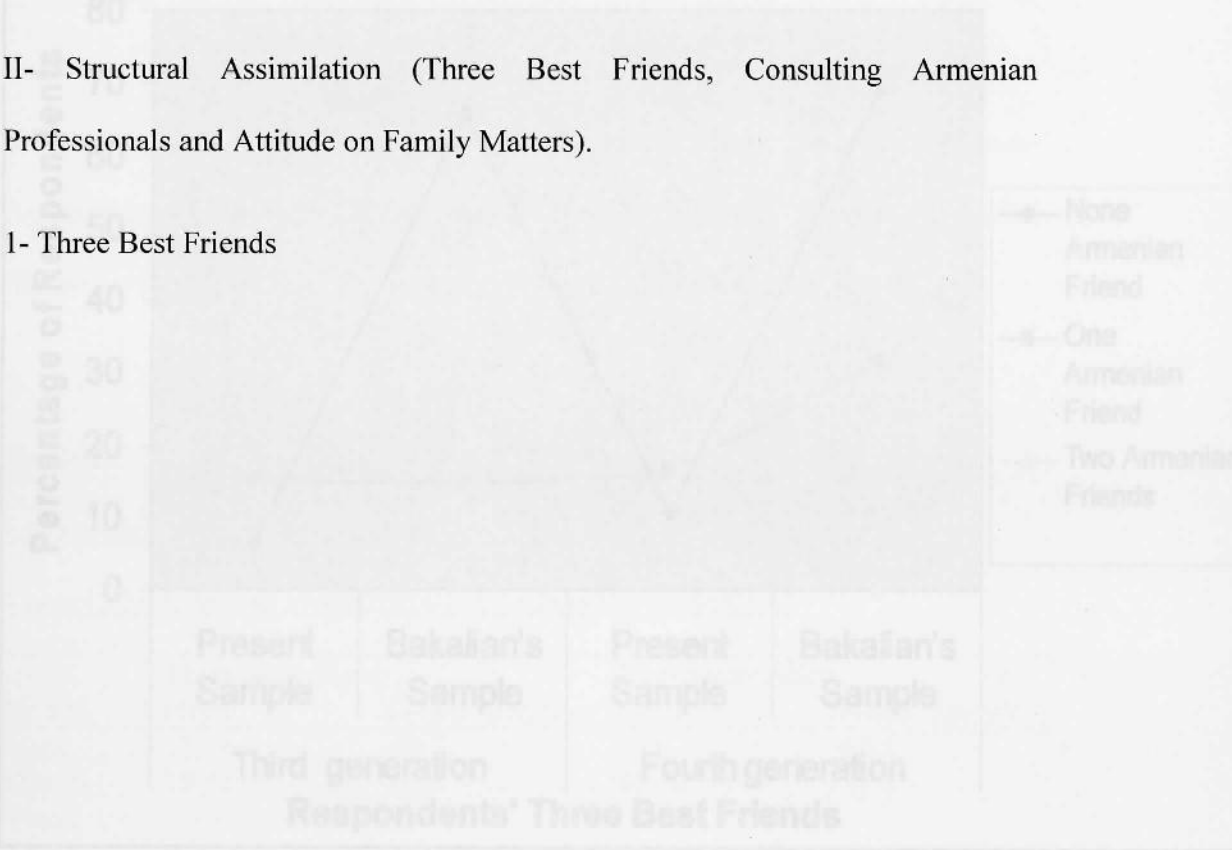 II- Structural Assimilation (Three Best Friends, Consulting Armenian
Professionals and Attitude on Family Matters).
1- Three Best Friends
80
70
60
50
40
30
20
10
0
Percentage of Respondents
None
Armenian
Friend
One
Armenian
Friend
Two Armenian
Friends
Present Bakalian's Present Bakalian's
Sample Sample Sample Sample
Third generation Fourth generation
Respondents' Three Best Friends